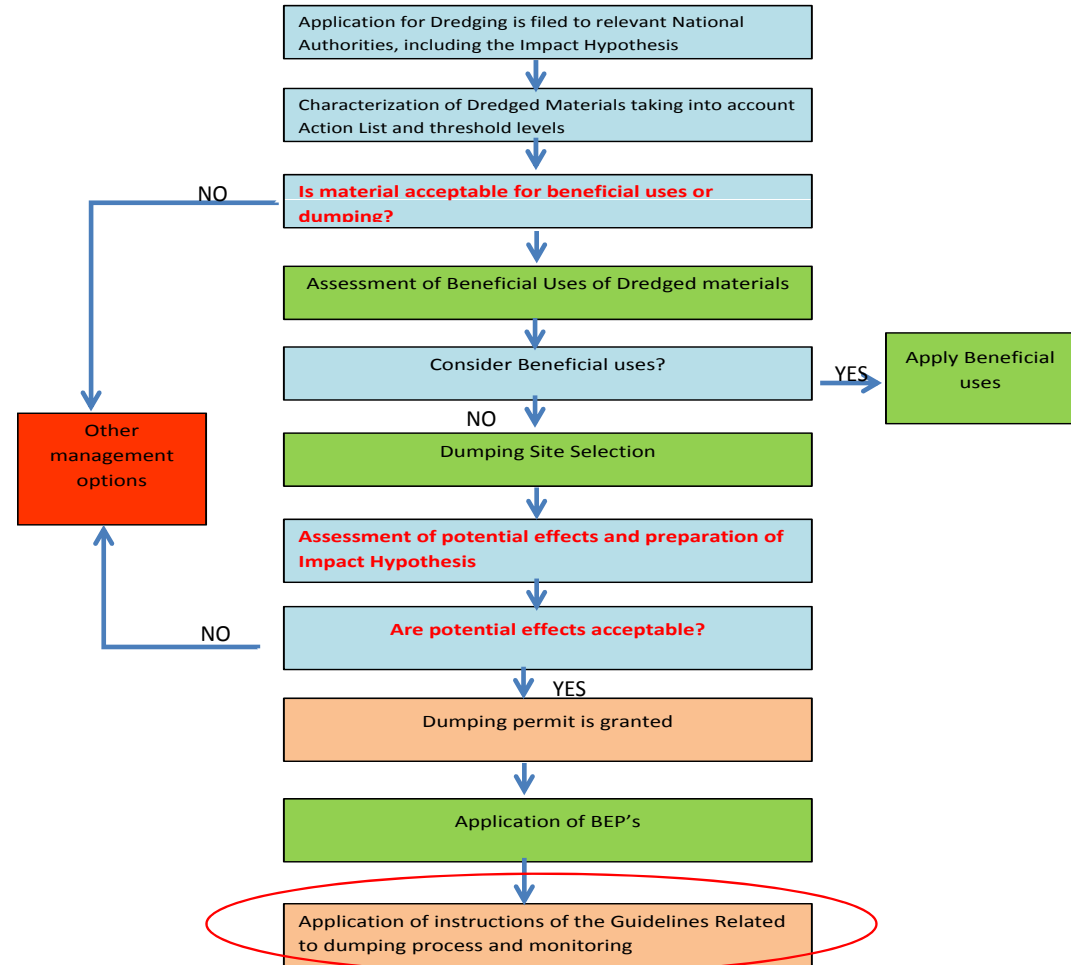 Application for Dredging is filed to relevant National
Authorities, including the Impact Hypothesis
Characterization of Dredged Materials taking into account
Action List and threshold levels
NO
Is material acceptable for beneficial uses or
dumping?
Assessment of Beneficial Uses of Dredged materials
Consider Beneficial uses?
YES
Apply Beneficial
uses
NO
Other
management
options
Dumping Site Selection
Assessment of potential effects and preparation of
Impact Hypothesis
Are potential effects acceptable?
NO
YES
Dumping permit is granted
Application of BEP’s
Application of instructions of the Guidelines Related
to dumping process and monitoring